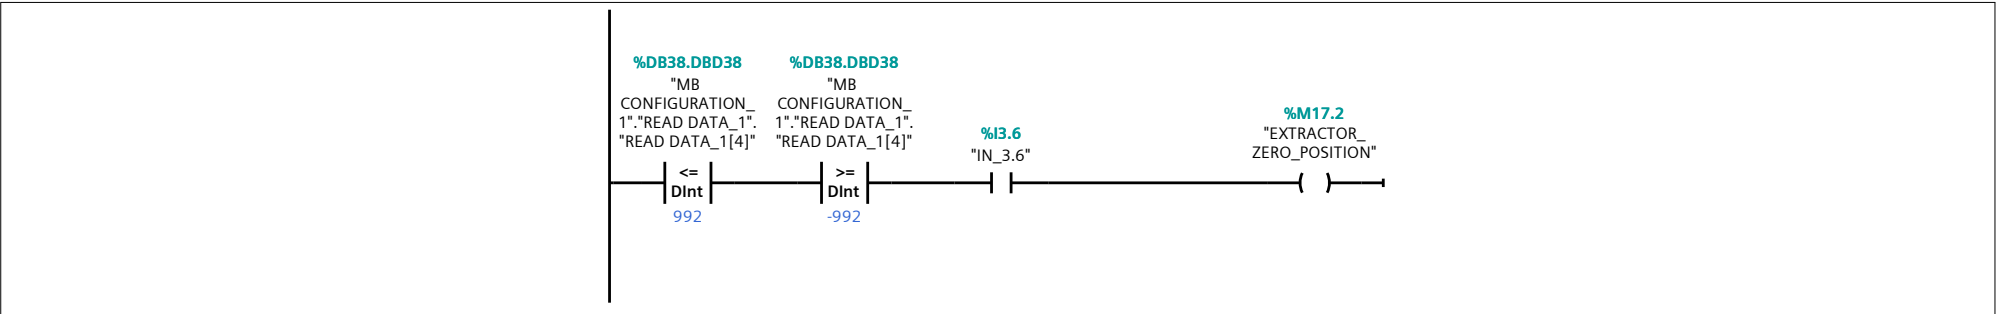 %DB38.DBD38
"MB
CONFIGURATION_
1"."READ DATA_1".
"READ DATA_1[4]"
<=
DInt
992
%DB38.DBD38
"MB
CONFIGURATION_
1"."READ DATA_1".
"READ DATA_1[4]"
>=
DInt
-992
%I3.6
"IN_3.6"
%M17.2
"EXTRACTOR_
ZERO_POSITION"